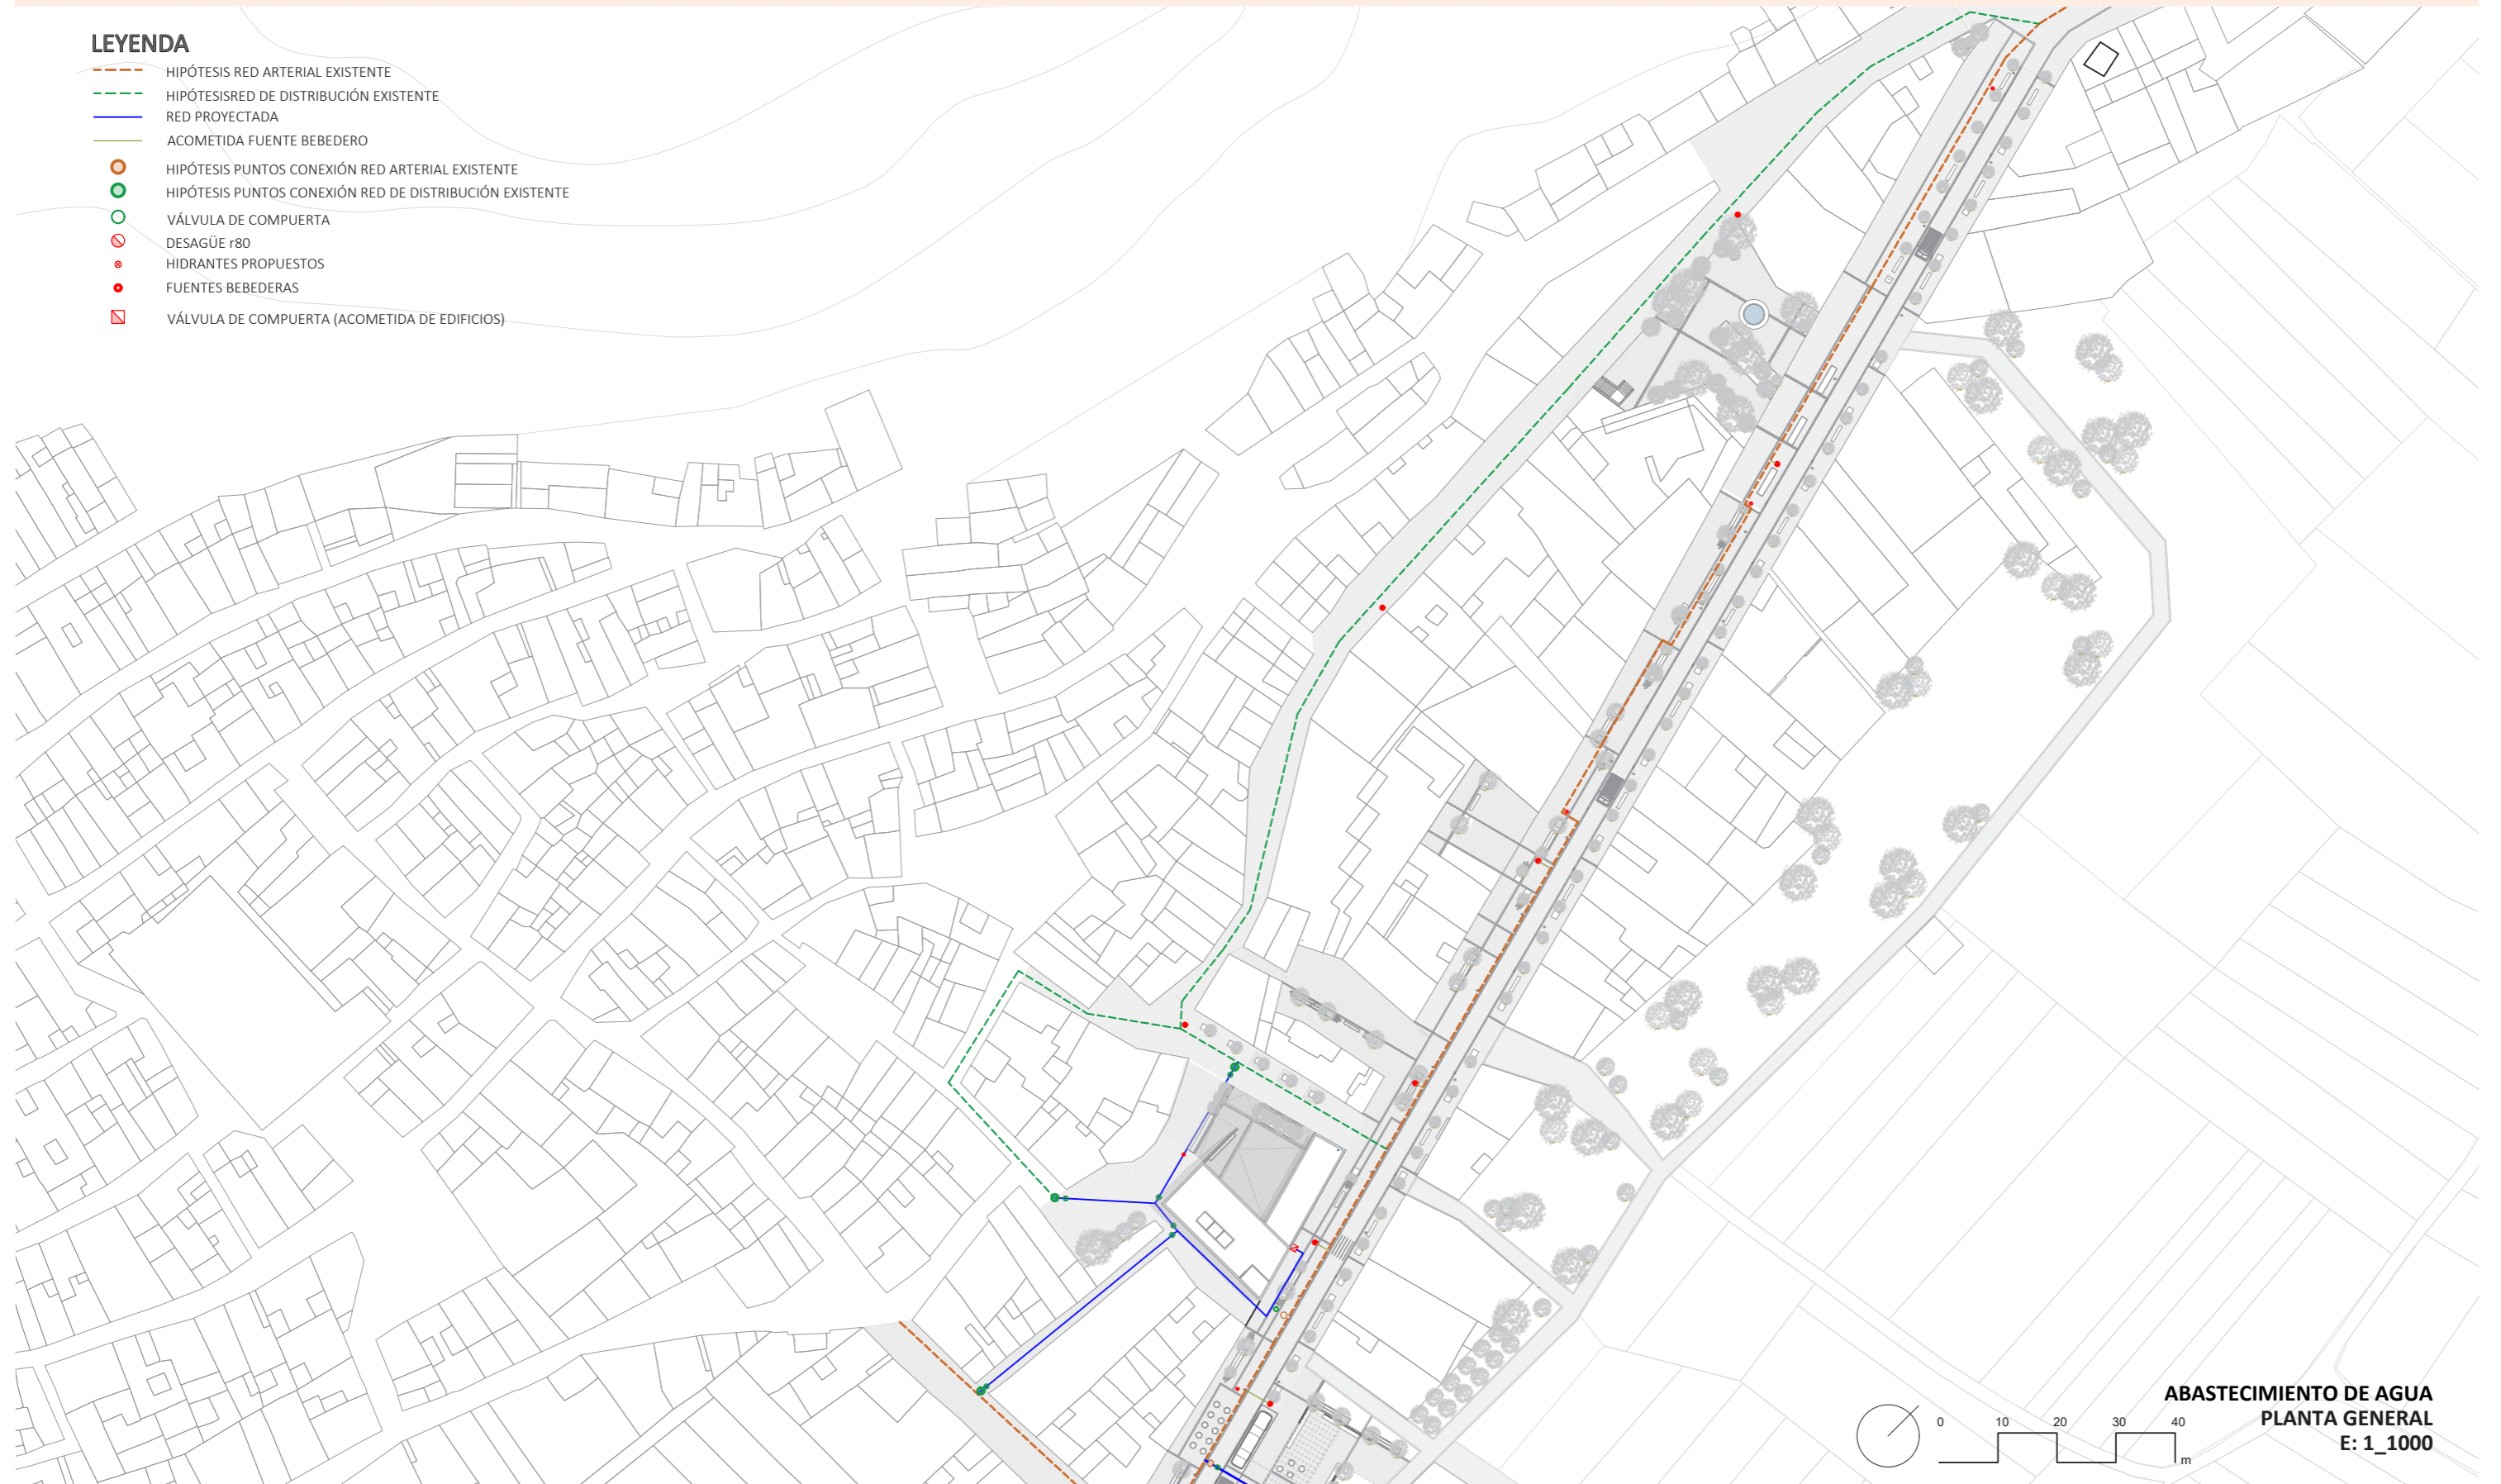 LEYENDA
HIPÓTESIS RED ARTERIAL EXISTENTE
HIPÓTESISRED DE DISTRIBUCIÓN EXISTENTE
RED PROYECTADA
ACOMETIDA FUENTE BEBEDERO
HIPÓTESIS PUNTOS CONEXIÓN RED ARTERIAL EXISTENTE
HIPÓTESIS PUNTOS CONEXIÓN RED DE DISTRIBUCIÓN EXISTENTE
VÁLVULA DE COMPUERTA
DESAGÜE r80
HIDRANTES PROPUESTOS
FUENTES BEBEDERAS
VÁLVULA DE COMPUERTA (ACOMETIDA DE EDIFICIOS)
ABASTECIMIENTO DE AGUA
PLANTA GENERAL
E: 1_1000
0 10 20 30 40
m